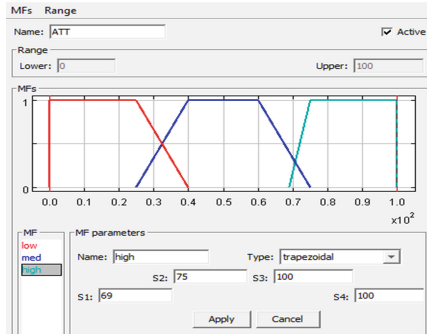 MFs Range
Name: ATT Active
Range
Lower: 0 Upper: 100
MFs
1
0
0.0 0.1 0.2 0.3 0.4 0.5 0.6 0.7 0.8 0.9 1.0
x10²
MF MF parameters
low
med
high
Name: high Type: trapezoidal
S2: 75 S3: 100
S1: 69 S4: 100
Apply Cancel